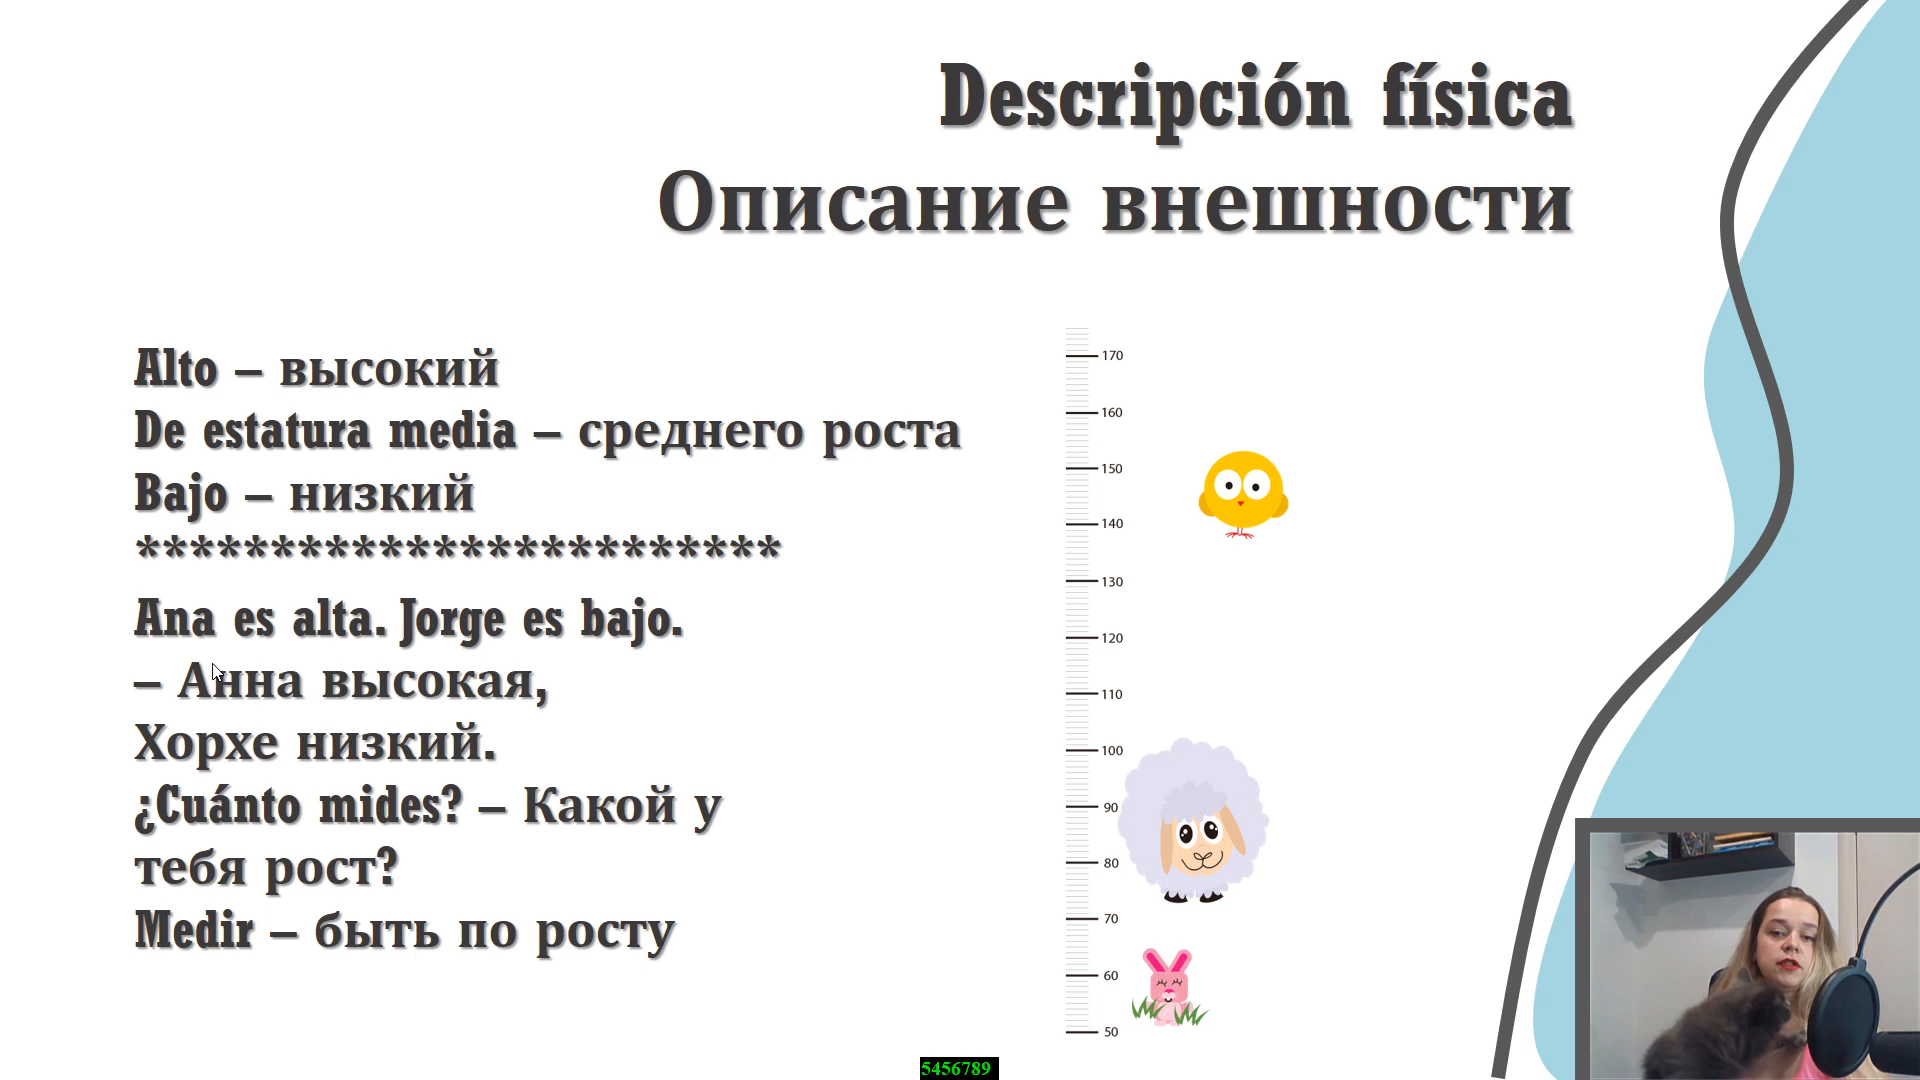 Descripción física
Описание внешности
Alto – высокий
De estatura media – среднего роста
Bajo – низкий
************************
Ana es alta. Jorge es bajo.
– Анна высокая,
Хорхе низкий.
¿Cuánto mides? – Какой у
тебя рост?
Medir – быть по росту
170
160
150
140
130
120
110
100
90
80
70
60
50
5456789